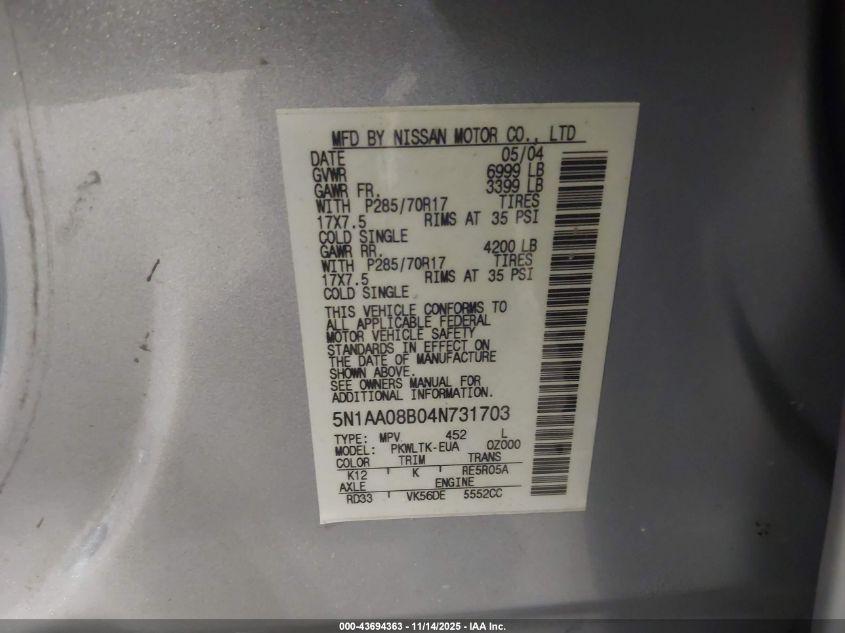 MFD BY NISSAN MOTOR CO., LTD
DATE 05/04
GVWR 6999 LB
GAWR FR. 3399 LB
WITH P285/70R17 TIRES
17X7.5 RIMS AT 35 PSI
COLD SINGLE
GAWR RR. 4200 LB
WITH P285/70R17 TIRES
17X7.5 RIMS AT 35 PSI
COLD SINGLE
THIS VEHICLE CONFORMS TO
ALL APPLICABLE FEDERAL
MOTOR VEHICLE SAFETY
STANDARDS IN EFFECT ON
THE DATE OF MANUFACTURE
SHOWN ABOVE.
SEE OWNERS MANUAL FOR
ADDITIONAL INFORMATION.
5N1AA08B04N731703
TYPE: MPV 452 L
MODEL: PKWLTK-EUA 0Z000
COLOR TRIM TRANS
K12 K RE5R05A
AXLE ENGINE
RD33 VK56DE 5552CC
000-43694363 - 11/14/2025 - IAA Inc.